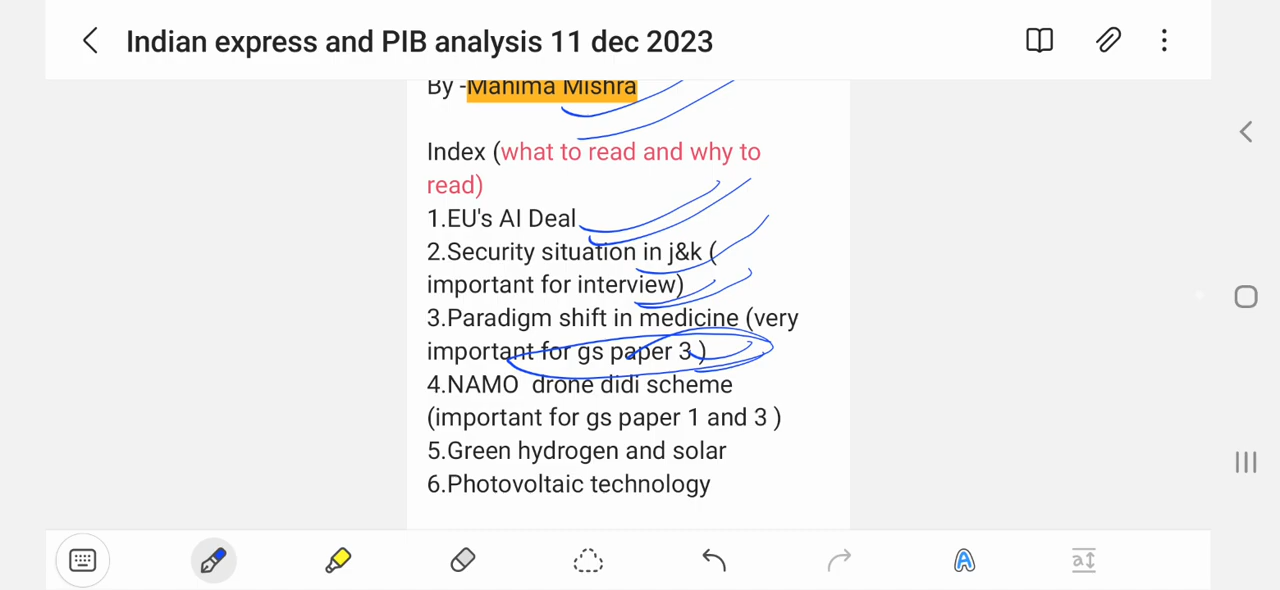 Indian express and PIB analysis 11 dec 2023
By -Mahima Mishra
Index (what to read and why to
read)
1.EU's AI Deal
2.Security situation in j&k (
important for interview)
3.Paradigm shift in medicine (very
important for gs paper 3 )
4.NAMO drone didi scheme
(important for gs paper 1 and 3 )
5.Green hydrogen and solar
6.Photovoltaic technology